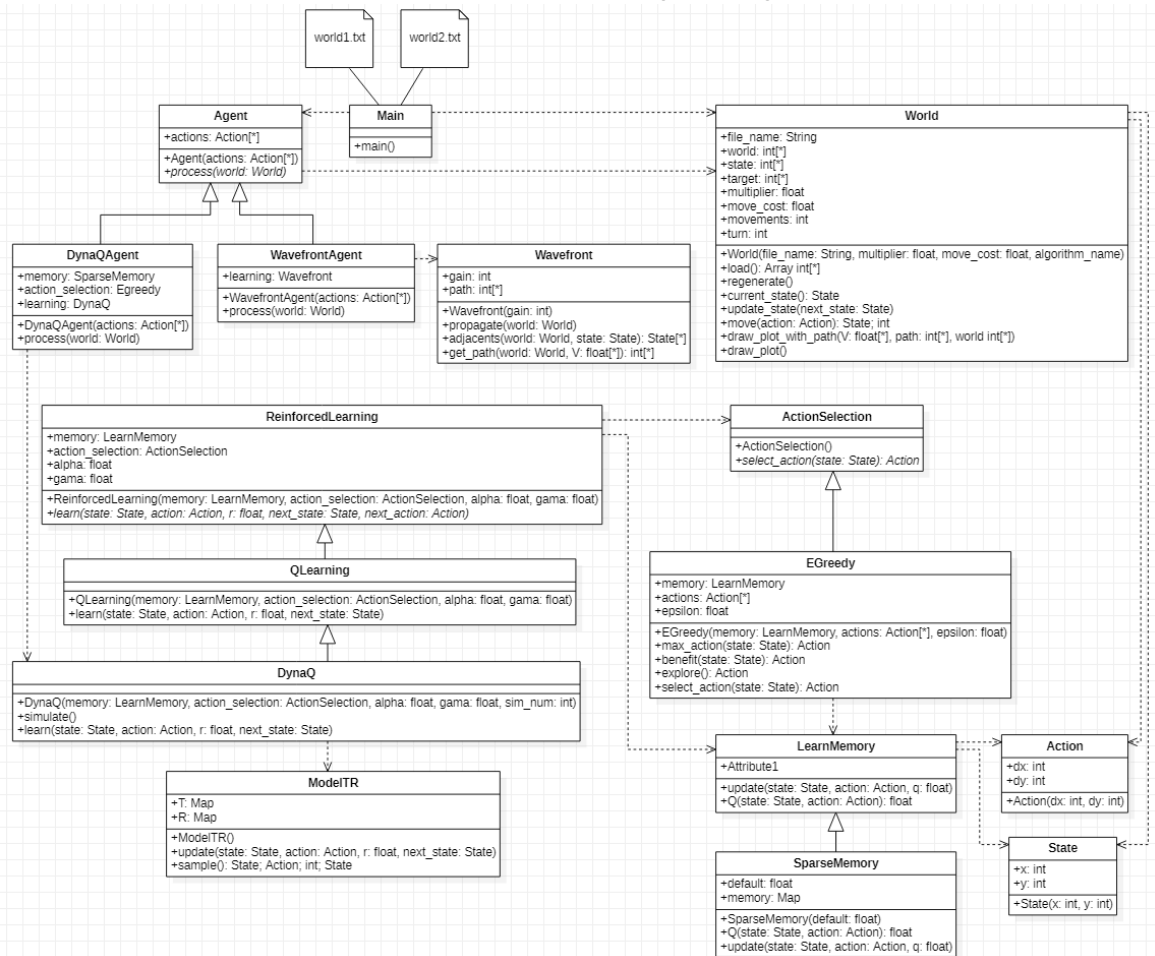 world1.txt
world2.txt
Agent
+actions: Action[*]
+Agent(actions: Action[*])
+process(world: World)
Main
+main()
World
+file_name: String
+world: int[*]
+state: int[*]
+target: int[*]
+multiplier: float
+move_cost: float
+movements: int
+turn: int
+World(file_name: String, multiplier: float, move_cost: float, algorithm_name)
+load(): Array int[*]
+regenerate()
+current_state(): State
+update_state(next_state: State)
+move(action: Action): State; int
+draw_plot_with_path(V: float[*], path: int[*], world int[*])
+draw_plot()
DynaQAgent
+memory: SparseMemory
+action_selection: Egreedy
+learning: DynaQ
+DynaQAgent(actions: Action[*])
+process(world: World)
WavefrontAgent
+learning: Wavefront
+WavefrontAgent(actions: Action[*])
+process(world: World)
Wavefront
+gain: int
+path: int[*]
+Wavefront(gain: int)
+propagate(world: World)
+adjacents(world: World, state: State): State[*]
+get_path(world: World, V: float[*]): int[*]
ReinforcedLearning
+memory: LearnMemory
+action_selection: ActionSelection
+alpha: float
+gama: float
+ReinforcedLearning(memory: LearnMemory, action_selection: ActionSelection, alpha: float, gama: float)
+learn(state: State, action: Action, r: float, next_state: State, next_action: Action)
ActionSelection
+ActionSelection()
+select_action(state: State): Action
QLearning
+QLearning(memory: LearnMemory, action_selection: ActionSelection, alpha: float, gama: float)
+learn(state: State, action: Action, r: float, next_state: State)
EGreedy
+memory: LearnMemory
+actions: Action[*]
+epsilon: float
+EGreedy(memory: LearnMemory, actions: Action[*], epsilon: float)
+max_action(state: State): Action
+benefit(state: State): Action
+explore(): Action
+select_action(state: State): Action
DynaQ
+DynaQ(memory: LearnMemory, action_selection: ActionSelection, alpha: float, gama: float, sim_num: int)
+simulate()
+learn(state: State, action: Action, r: float, next_state: State)
LearnMemory
+Attribute1
+update(state: State, action: Action, q: float)
+Q(state: State, action: Action): float
Action
+dx: int
+dy: int
+Action(dx: int, dy: int)
ModelTR
+T: Map
+R: Map
+ModelTR()
+update(state: State, action: Action, r: float, next_state: State)
+sample(): State; Action; int; State
State
+x: int
+y: int
+State(x: int, y: int)
SparseMemory
+default: float
+memory: Map
+SparseMemory(default: float)
+Q(state: State, action: Action): float
+update(state: State, action: Action, q: float)